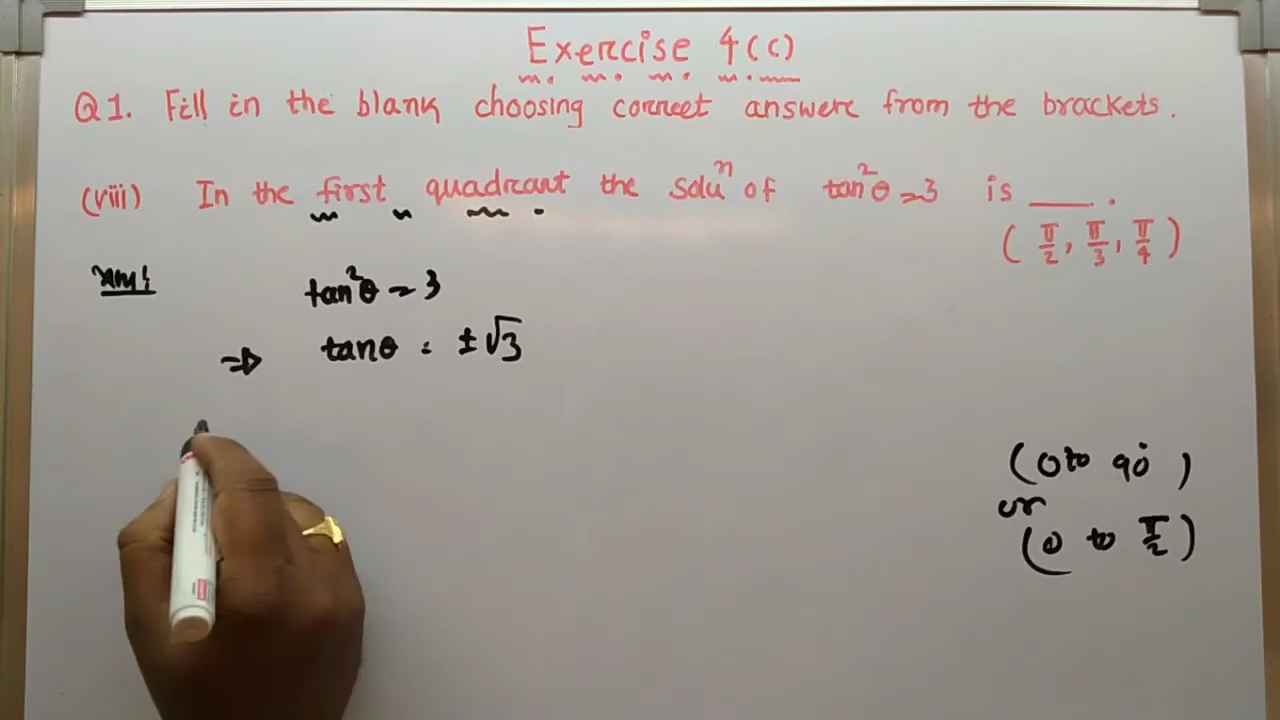 Exercise 4(c)
Q1. Fill in the blank choosing correct answere from the brackets.
(viii) In the first quadrant the soluⁿ of tan²θ = 3 is ____.
(π/2, π/3, π/4)
tan²θ = 3
⇒ tanθ = ±√3
(0 to 90°)
or
(0 to π/2)